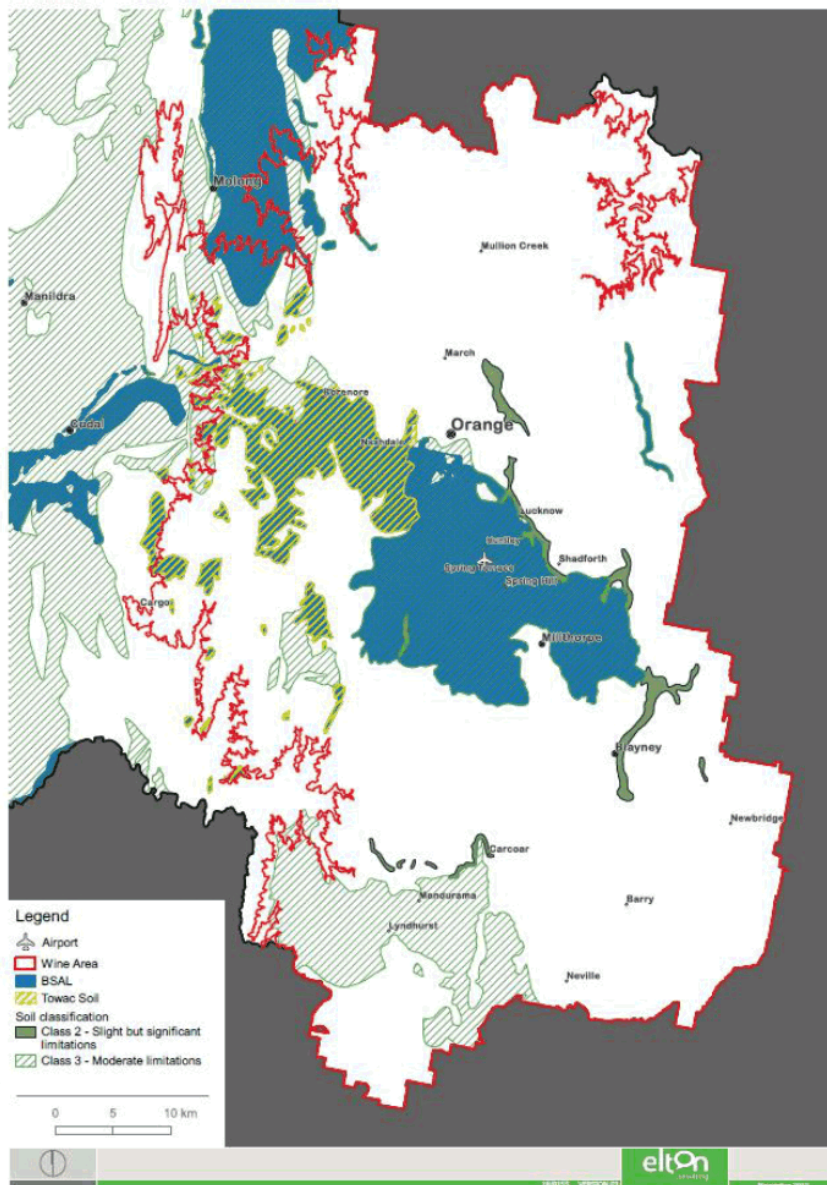 Molong
Mullion Creek
Manildra
March
Orange
Cudal
Nashdale
Lucknow
Huntley
Shadforth
Spring Terrace
Spring Hill
Cargo
Millthorpe
Blayney
Newbridge
Carcoar
Mandurama
Barry
Lyndhurst
Neville
Legend
Airport
Wine Area
BSAL
Towac Soil
Soil classification
Class 2 - Slight but significant
limitations
Class 3 - Moderate limitations
0 5 10 km
elton
consulting